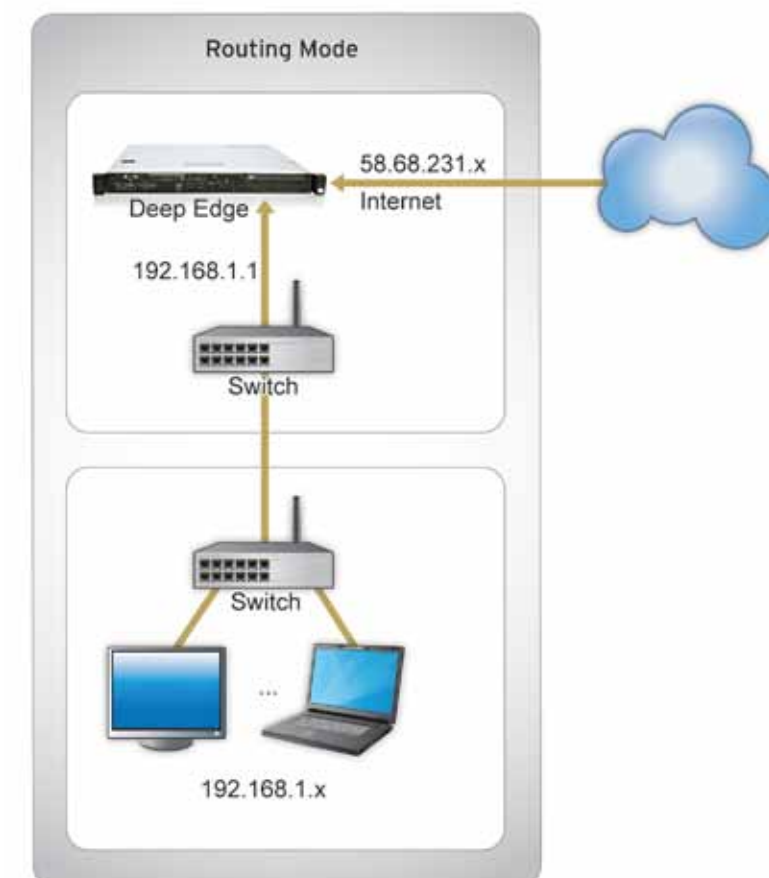 Routing Mode
58.68.231.x
Internet
Deep Edge
192.168.1.1
Switch
Switch
...
192.168.1.x